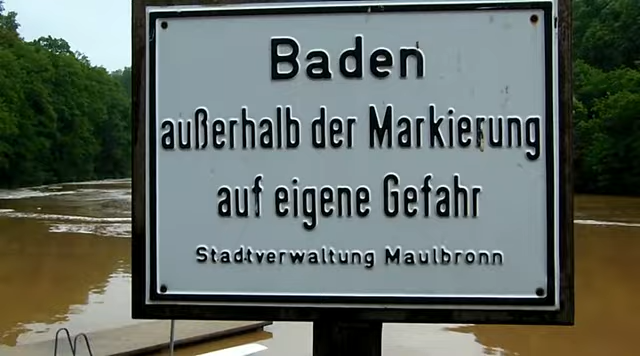 Baden
außerhalb der Markierung
auf eigene Gefahr
Stadtverwaltung Maulbronn